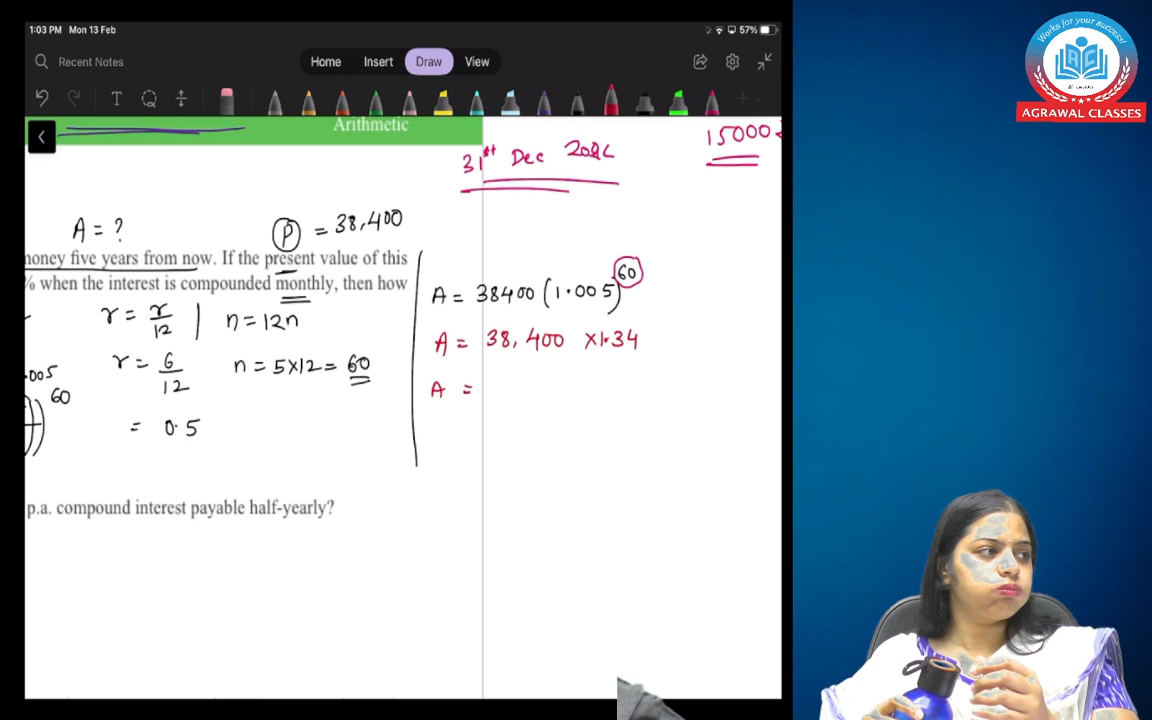 1:03 PM Mon 13 Feb
57%
Recent Notes
Home Insert Draw View
T
Arithmetic
31st Dec
15000
A = ?
P = 38,400
money five years from now. If the present value of this
% when the interest is compounded monthly, then how
r = r/12 | n = 12n
r = 6/12 n = 5×12 = 60
.005
60
= 0.5
A = 38400 (1.005)60
A = 38,400 ×1.34
A =
p.a. compound interest payable half-yearly?
Works for your success!
AC
AGRAWAL CLASSES